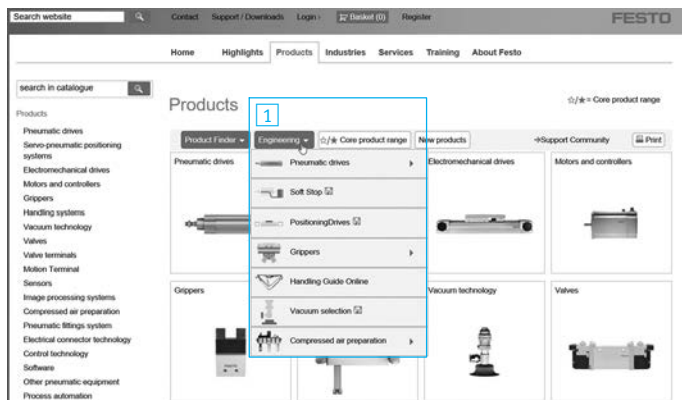 Search website
Contact Support / Downloads Login Basket (0) Register
FESTO
Home Highlights Products Industries Services Training About Festo
search in catalogue
☆/★= Core product range
Products
Products
1
Product Finder Engineering ☆/★ Core product range New products →Support Community Print
Pneumatic drives
Servo-pneumatic positioning
systems
Electromechanical drives
Motors and controllers
Grippers
Handling systems
Vacuum technology
Valves
Valve terminals
Motion Terminal
Sensors
Image processing systems
Compressed air preparation
Pneumatic fittings system
Electrical connector technology
Control technology
Software
Other pneumatic equipment
Process automation
Pneumatic drives
Pneumatic drives
Soft Stop
PositioningDrives
Grippers
Handling Guide Online
Vacuum selection
Compressed air preparation
Electromechanical drives
Motors and controllers
Grippers
Vacuum technology
Valves